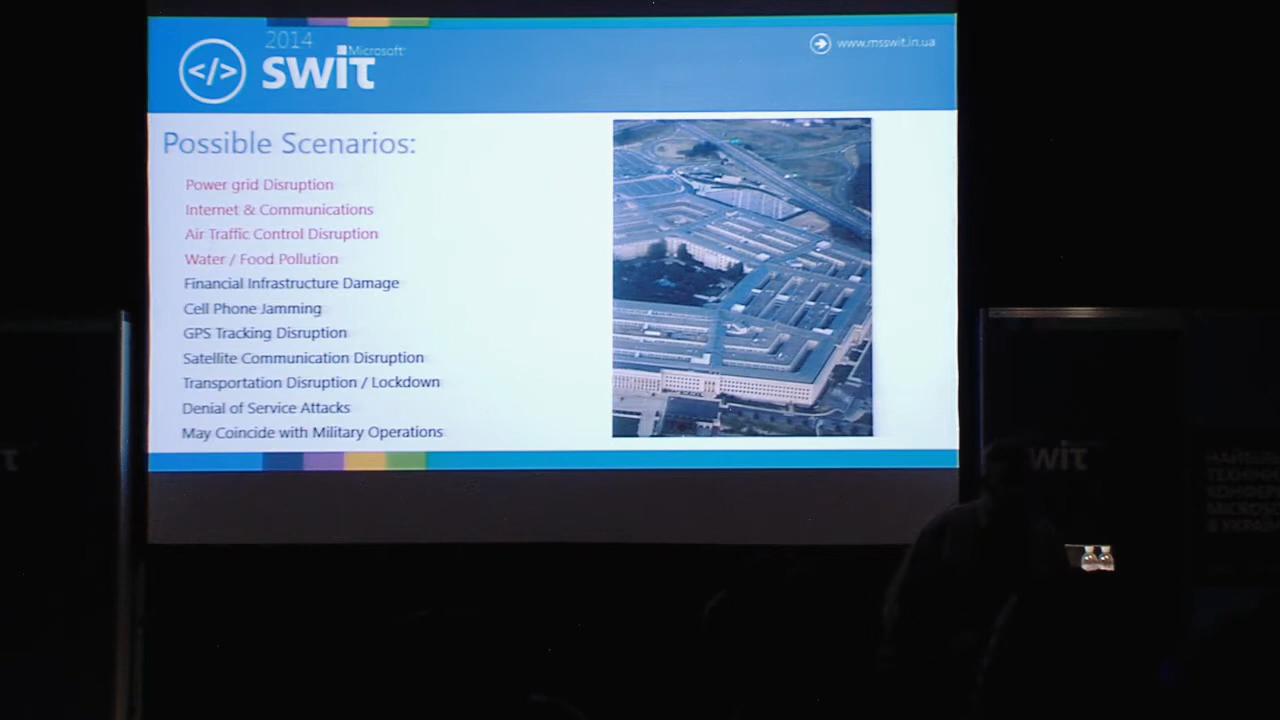 2014
Microsoft
swit
</>
www.msswit.in.ua
Possible Scenarios:
Power grid Disruption
Internet & Communications
Air Traffic Control Disruption
Water / Food Pollution
Financial Infrastructure Damage
Cell Phone Jamming
GPS Tracking Disruption
Satellite Communication Disruption
Transportation Disruption / Lockdown
Denial of Service Attacks
May Coincide with Military Operations
swit